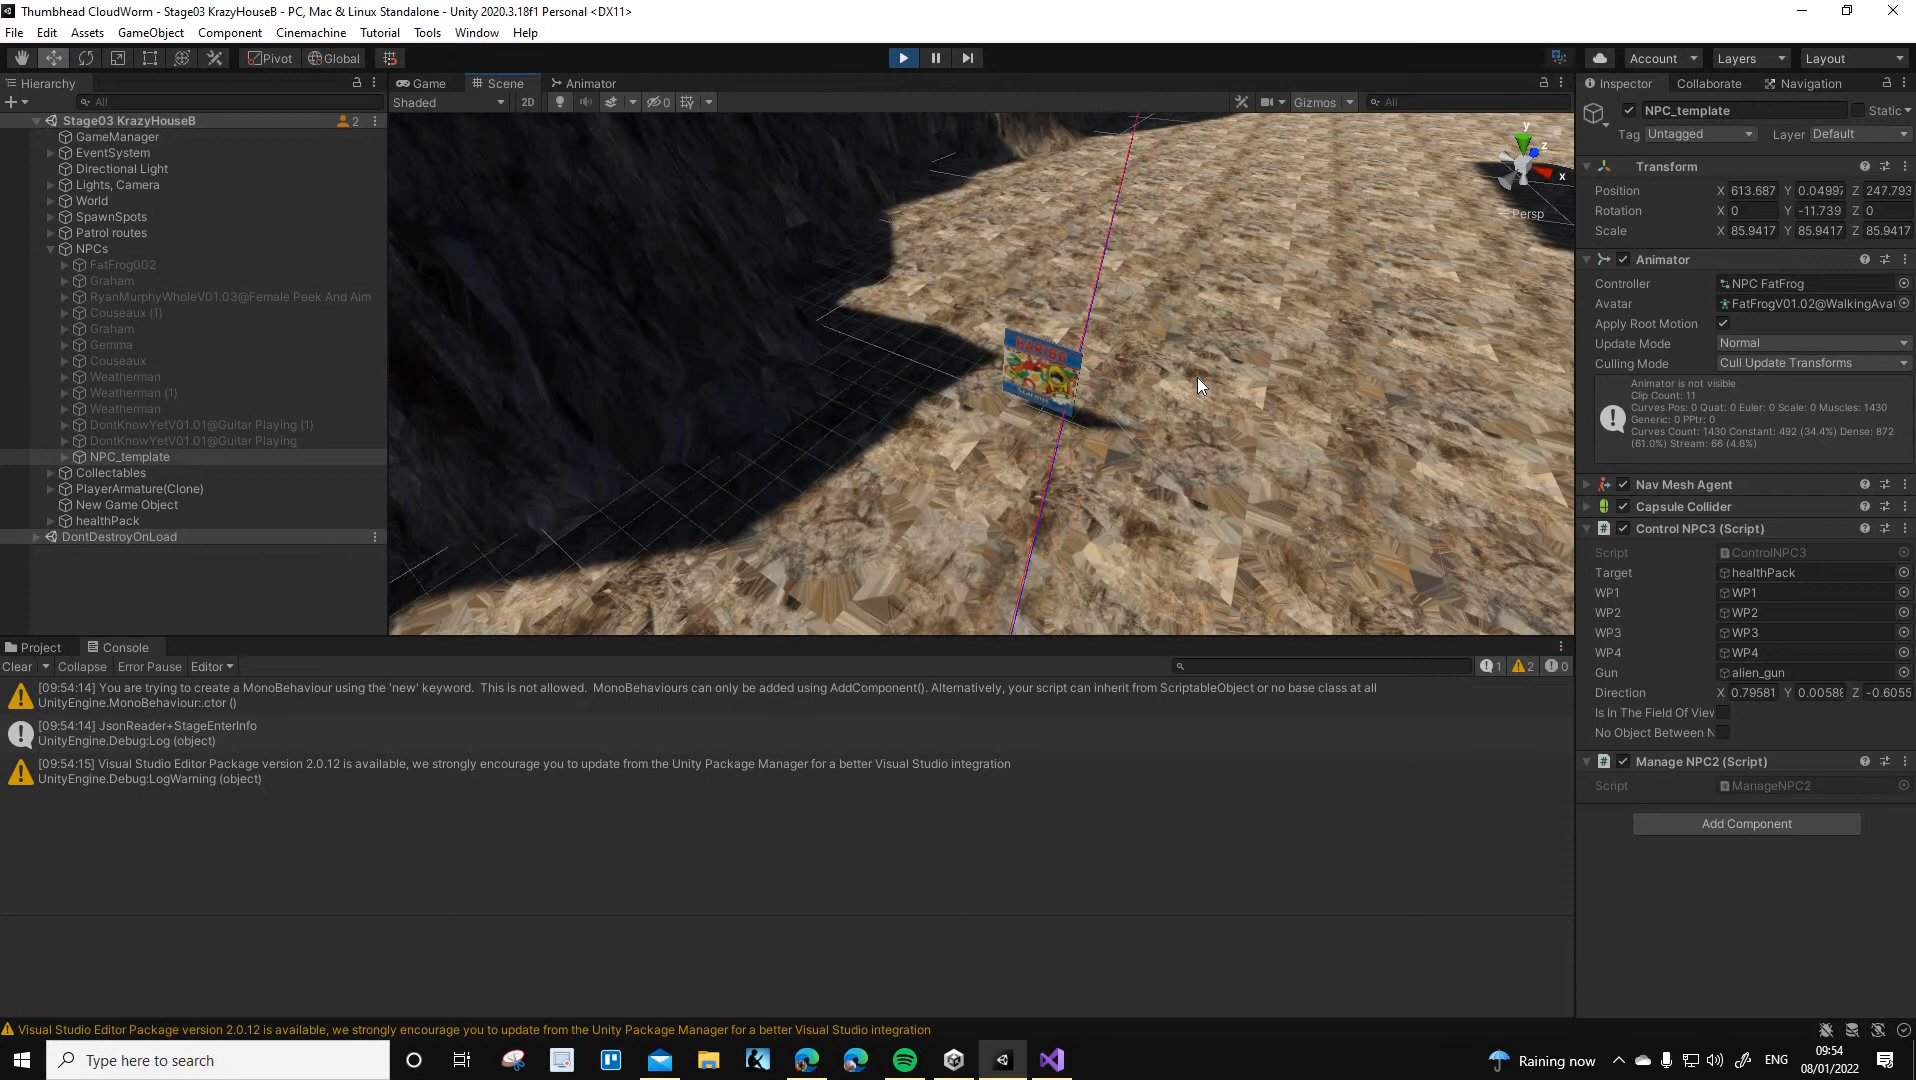 Thumbhead CloudWorm - Stage03 KrazyHouseB - PC, Mac & Linux Standalone - Unity 2020.3.18f1 Personal <DX11>
File Edit Assets GameObject Component Cinemachine Tutorial Tools Window Help
Pivot Global Account Layers Layout
Hierarchy
All
Stage03 KrazyHouseB 2
GameManager
EventSystem
Directional Light
Lights, Camera
World
SpawnSpots
Patrol routes
NPCs
FatFrog002
Graham
RyanMurphyWholeV01.03@Female Peek And Aim
Couseaux (1)
Graham
Gemma
Couseaux
Weatherman
Weatherman (1)
Weatherman
DontKnowYetV01.01@Guitar Playing (1)
DontKnowYetV01.01@Guitar Playing
NPC_template
Collectables
PlayerArmature(Clone)
New Game Object
healthPack
DontDestroyOnLoad
Game Scene Animator
Shaded 2D 0 Gizmos All
y
z
x
Persp
HARIBO
Inspector Collaborate Navigation
NPC_template Static
Tag Untagged Layer Default
Transform
Position X 613.687 Y 0.04997 Z 247.793
Rotation X 0 Y -11.739 Z 0
Scale X 85.9417 Y 85.9417 Z 85.9417
Animator
Controller NPC FatFrog
Avatar FatFrogV01.02@WalkingAvat
Apply Root Motion
Update Mode Normal
Culling Mode Cull Update Transforms
Animator is not visible
Clip Count: 11
Curves Pos: 0 Quat: 0 Euler: 0 Scale: 0 Muscles: 1430
Generic: 0 PPtr: 0
Curves Count: 1430 Constant: 492 (34.4%) Dense: 872
(61.0%) Stream: 66 (4.6%)
Nav Mesh Agent
Capsule Collider
Control NPC3 (Script)
Script ControlNPC3
Target healthPack
WP1 WP1
WP2 WP2
WP3 WP3
WP4 WP4
Gun alien_gun
Direction X 0.79581 Y 0.00588 Z -0.6055
Is In The Field Of View
No Object Between N
Manage NPC2 (Script)
Script ManageNPC2
Add Component
Project Console
Clear Collapse Error Pause Editor 1 2 0
[09:54:14] You are trying to create a MonoBehaviour using the 'new' keyword.  This is not allowed.  MonoBehaviours can only be added using AddComponent(). Alternatively, your script can inherit from ScriptableObject or no base class at all
UnityEngine.MonoBehaviour:.ctor ()
[09:54:14] JsonReader+StageEnterInfo
UnityEngine.Debug:Log (object)
[09:54:15] Visual Studio Editor Package version 2.0.12 is available, we strongly encourage you to update from the Unity Package Manager for a better Visual Studio integration
UnityEngine.Debug:LogWarning (object)
Visual Studio Editor Package version 2.0.12 is available, we strongly encourage you to update from the Unity Package Manager for a better Visual Studio integration
Type here to search
Raining now
ENG
09:54
08/01/2022